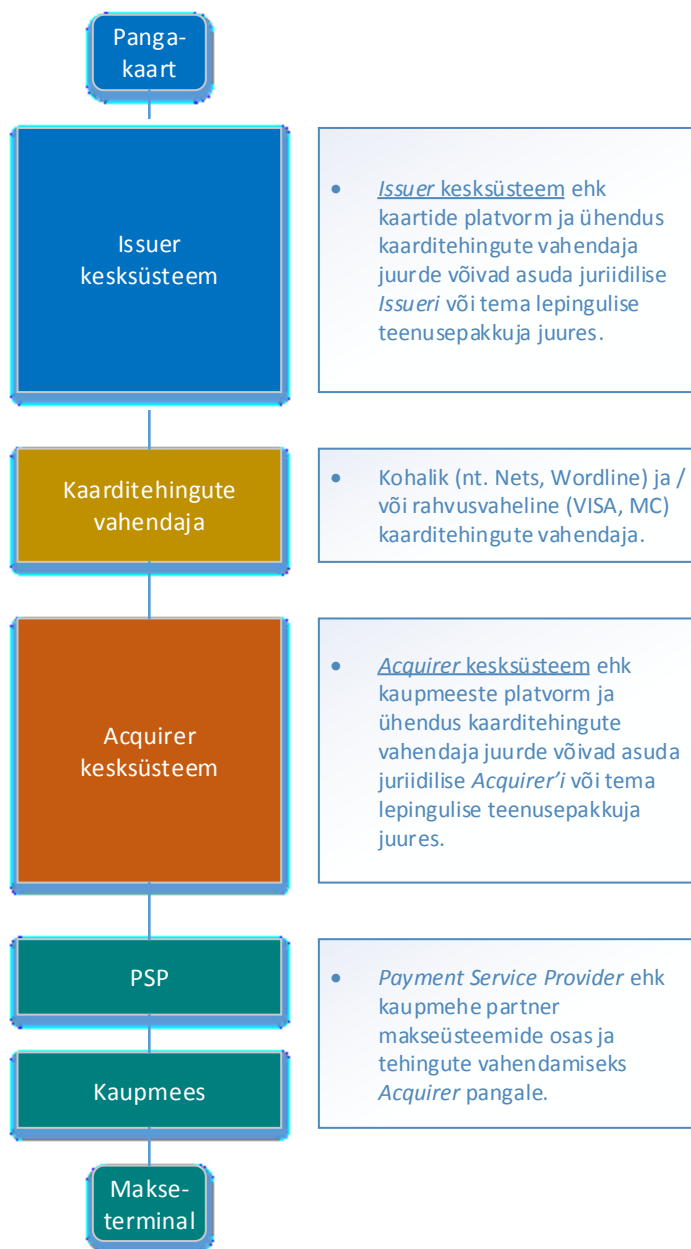 Panga-
kaart
Issuer
kesksüsteem
• Issuer kesksüsteem ehk
kaartide platvorm ja ühendus
kaarditehingute vahendaja
juurde võivad asuda juriidilise
Issueri või tema lepingulise
teenusepakkuja juures.
Kaarditehingute
vahendaja
• Kohalik (nt. Nets, Wordline) ja /
või rahvusvaheline (VISA, MC)
kaarditehingute vahendaja.
Acquirer
kesksüsteem
• Acquirer kesksüsteem ehk
kaupmeeste platvorm ja
ühendus kaarditehingute
vahendaja juurde võivad asuda
juriidilise Acquirer’i või tema
lepingulise teenusepakkuja
juures.
PSP
• Payment Service Provider ehk
kaupmehe partner
makseüsteemide osas ja
tehingute vahendamiseks
Acquirer pangale.
Kaupmees
Makse-
terminal